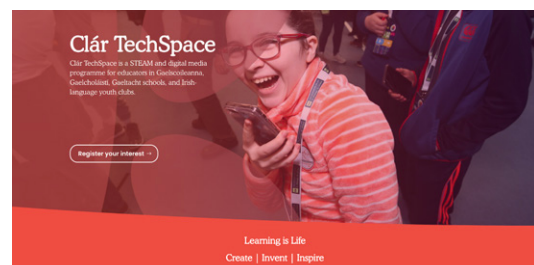 Clár TechSpace
Clár TechSpace is a STEAM and digital media
programme for educators in Gaelscoileanna,
Gaelcholáistí, Gaeltacht schools, and Irish-
language youth clubs.
Register your interest →
Learning is Life
Create | Invent | Inspire